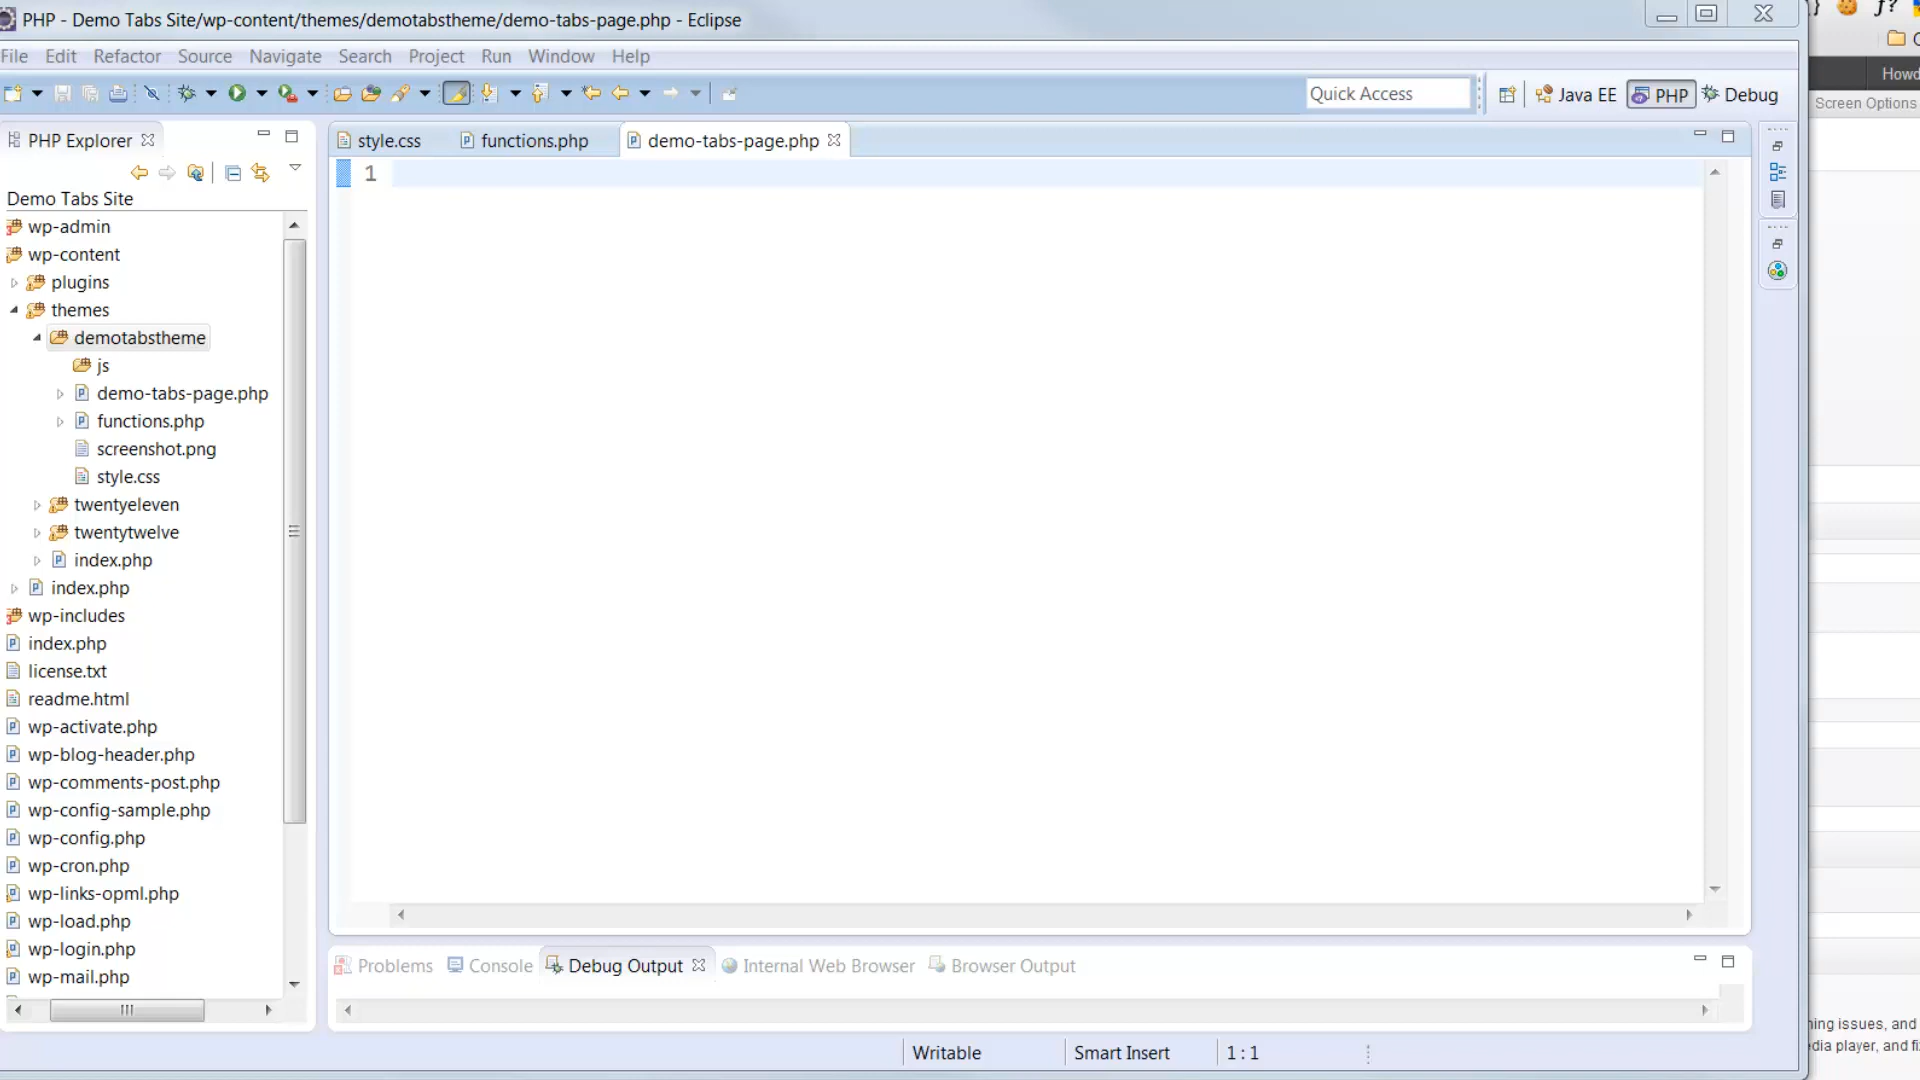 PHP - Demo Tabs Site/wp-content/themes/demotabstheme/demo-tabs-page.php - Eclipse
File Edit Refactor Source Navigate Search Project Run Window Help
Quick Access
Java EE
PHP
Debug
Howd
Screen Options
PHP Explorer
style.css
functions.php
demo-tabs-page.php
1
Demo Tabs Site
wp-admin
wp-content
plugins
themes
demotabstheme
js
demo-tabs-page.php
functions.php
screenshot.png
style.css
twentyeleven
twentytwelve
index.php
index.php
wp-includes
index.php
license.txt
readme.html
wp-activate.php
wp-blog-header.php
wp-comments-post.php
wp-config-sample.php
wp-config.php
wp-cron.php
wp-links-opml.php
wp-load.php
wp-login.php
wp-mail.php
Problems Console Debug Output Internal Web Browser Browser Output
ning issues, and
edia player, and fi
Writable Smart Insert 1 : 1